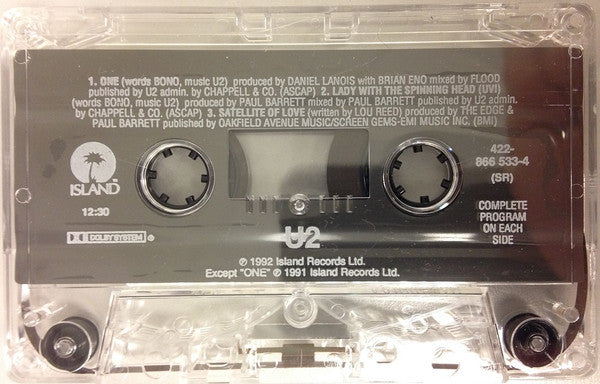 1. ONE (words BONO, music U2) produced by DANIEL LANOIS with BRIAN ENO mixed by FLOOD
published by U2 admin. by CHAPPELL & CO. (ASCAP) 2. LADY WITH THE SPINNING HEAD (UV1)
(words BONO, music U2) produced by PAUL BARRETT mixed by PAUL BARRETT published by U2 admin.
by CHAPPELL & CO. (ASCAP) 3. SATELLITE OF LOVE (written by LOU REED) produced by THE EDGE &
PAUL BARRETT published by OAKFIELD AVENUE MUSIC/SCREEN GEMS-EMI MUSIC INC. (BMI)
ISLAND
12:30
DOLBY SYSTEM ®
422-
866 533-4
(SR)
COMPLETE
PROGRAM
ON EACH
SIDE
U2
℗ 1992 Island Records Ltd.
Except "ONE" ℗ 1991 Island Records Ltd.